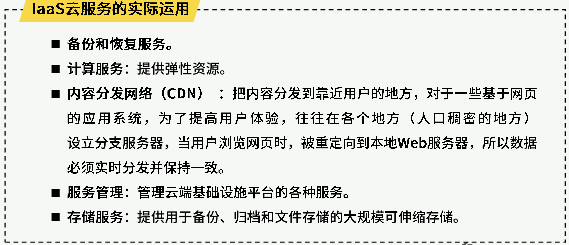 IaaS云服务的实际运用
■ 备份和恢复服务。
■ 计算服务：提供弹性资源。
■ 内容分发网络（CDN）：把内容分发到靠近用户的地方，对于一些基于网页
的应用系统，为了提高用户体验，往往在各个地方（人口稠密的地方）
设立分支服务器，当用户浏览网页时，被重定向到本地Web服务器，所以数据
必须实时分发并保持一致。
■ 服务管理：管理云端基础设施平台的各种服务。
■ 存储服务：提供用于备份、归档和文件存储的大规模可伸缩存储。